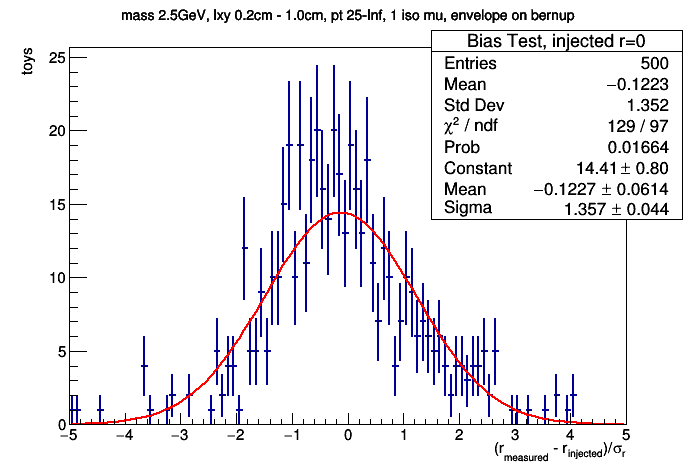 mass 2.5GeV, lxy 0.2cm - 1.0cm, pt 25-Inf, 1 iso mu, envelope on bernup
Bias Test, injected r=0
Entries 500
Mean −0.1223
Std Dev 1.352
χ² / ndf 129 / 97
Prob 0.01664
Constant 14.41 ± 0.80
Mean −0.1227 ± 0.0614
Sigma 1.357 ± 0.044
toys
25
20
15
10
5
0
−5 −4 −3 −2 −1 0 1 2 3 4 5
(r_measured - r_injected)/σ_r